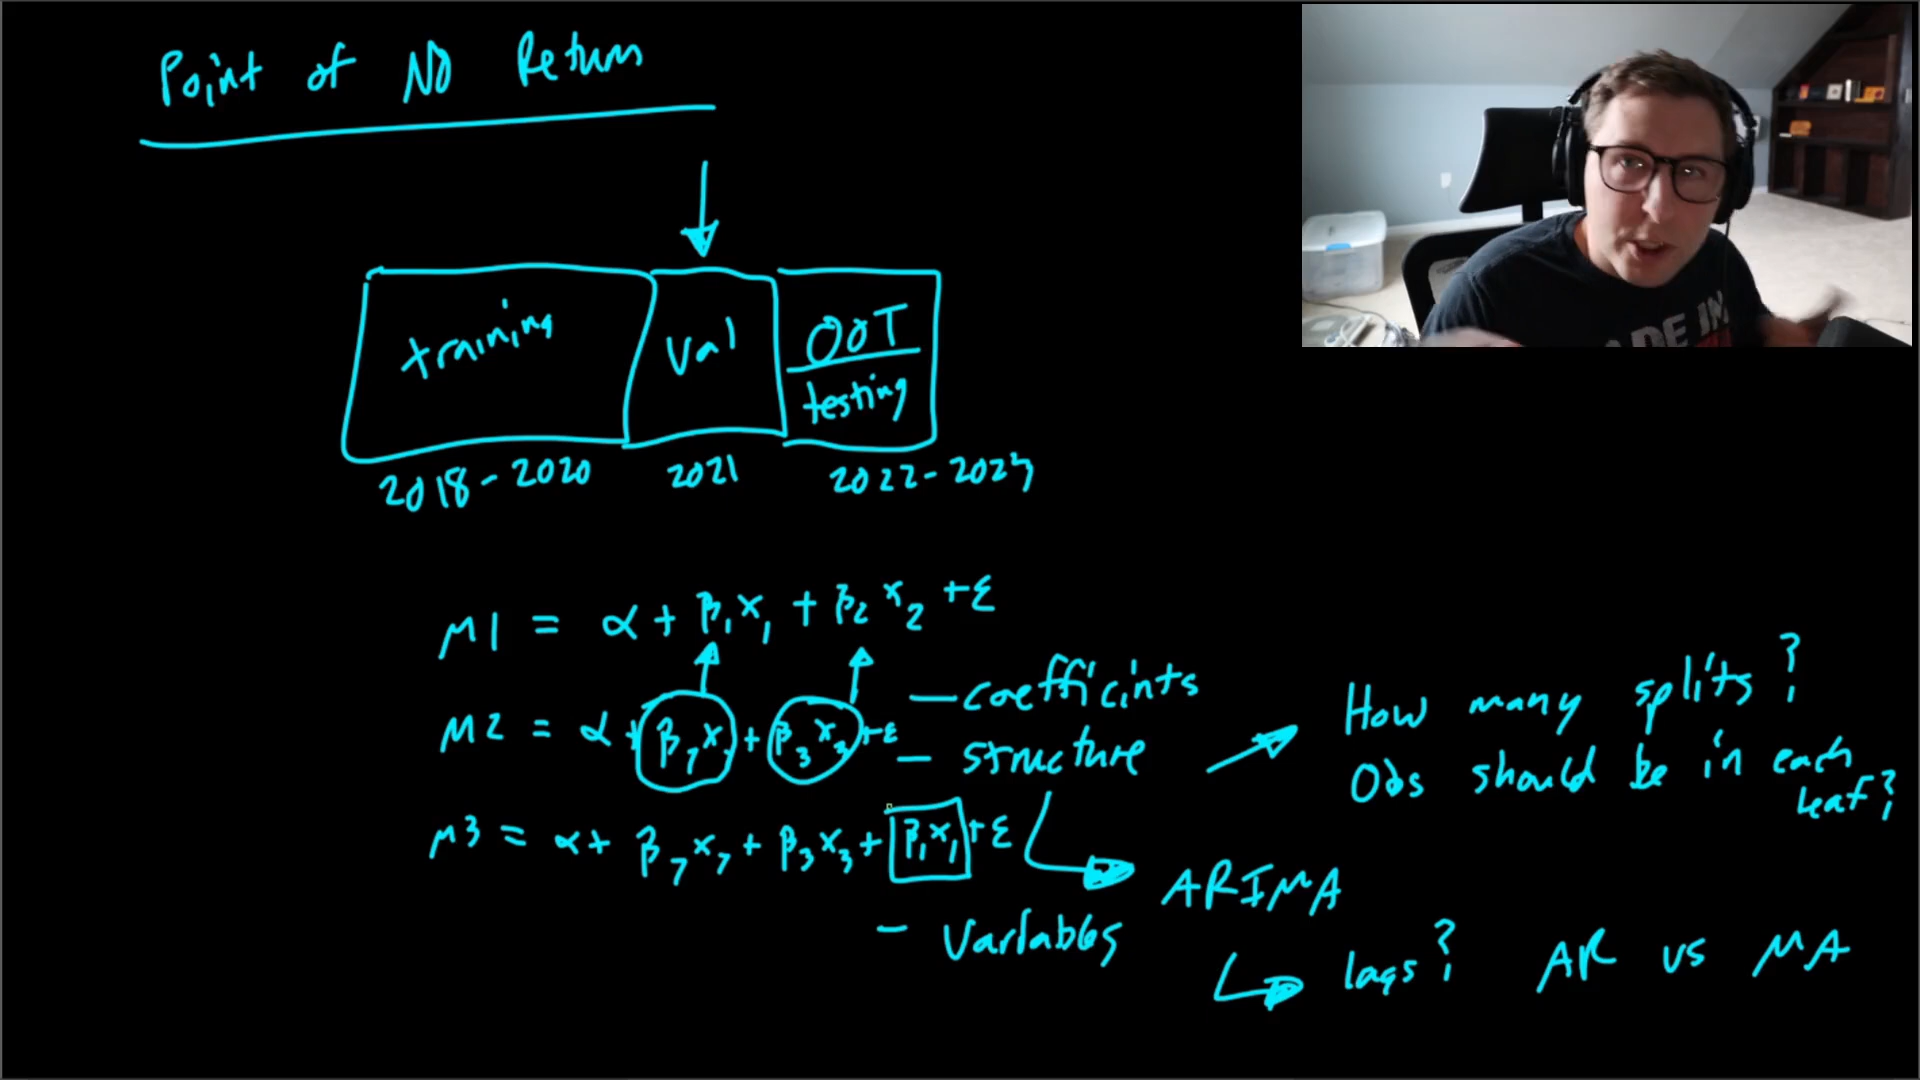 Point of No Return
training
val
OOT
testing
2018 - 2020
2021
2022 - 2023
M1 = α + β₁x₁ + β₂x₂ + ε
M2 = α + β₇x₇ + β₃x₃ + ε
M3 = α + β₇x₇ + β₃x₃ + β₁x₁ + ε
- coefficints
- structure
- Variables
How many splits?
Obs should be in each
leaf?
ARIMA
lags? AR vs MA